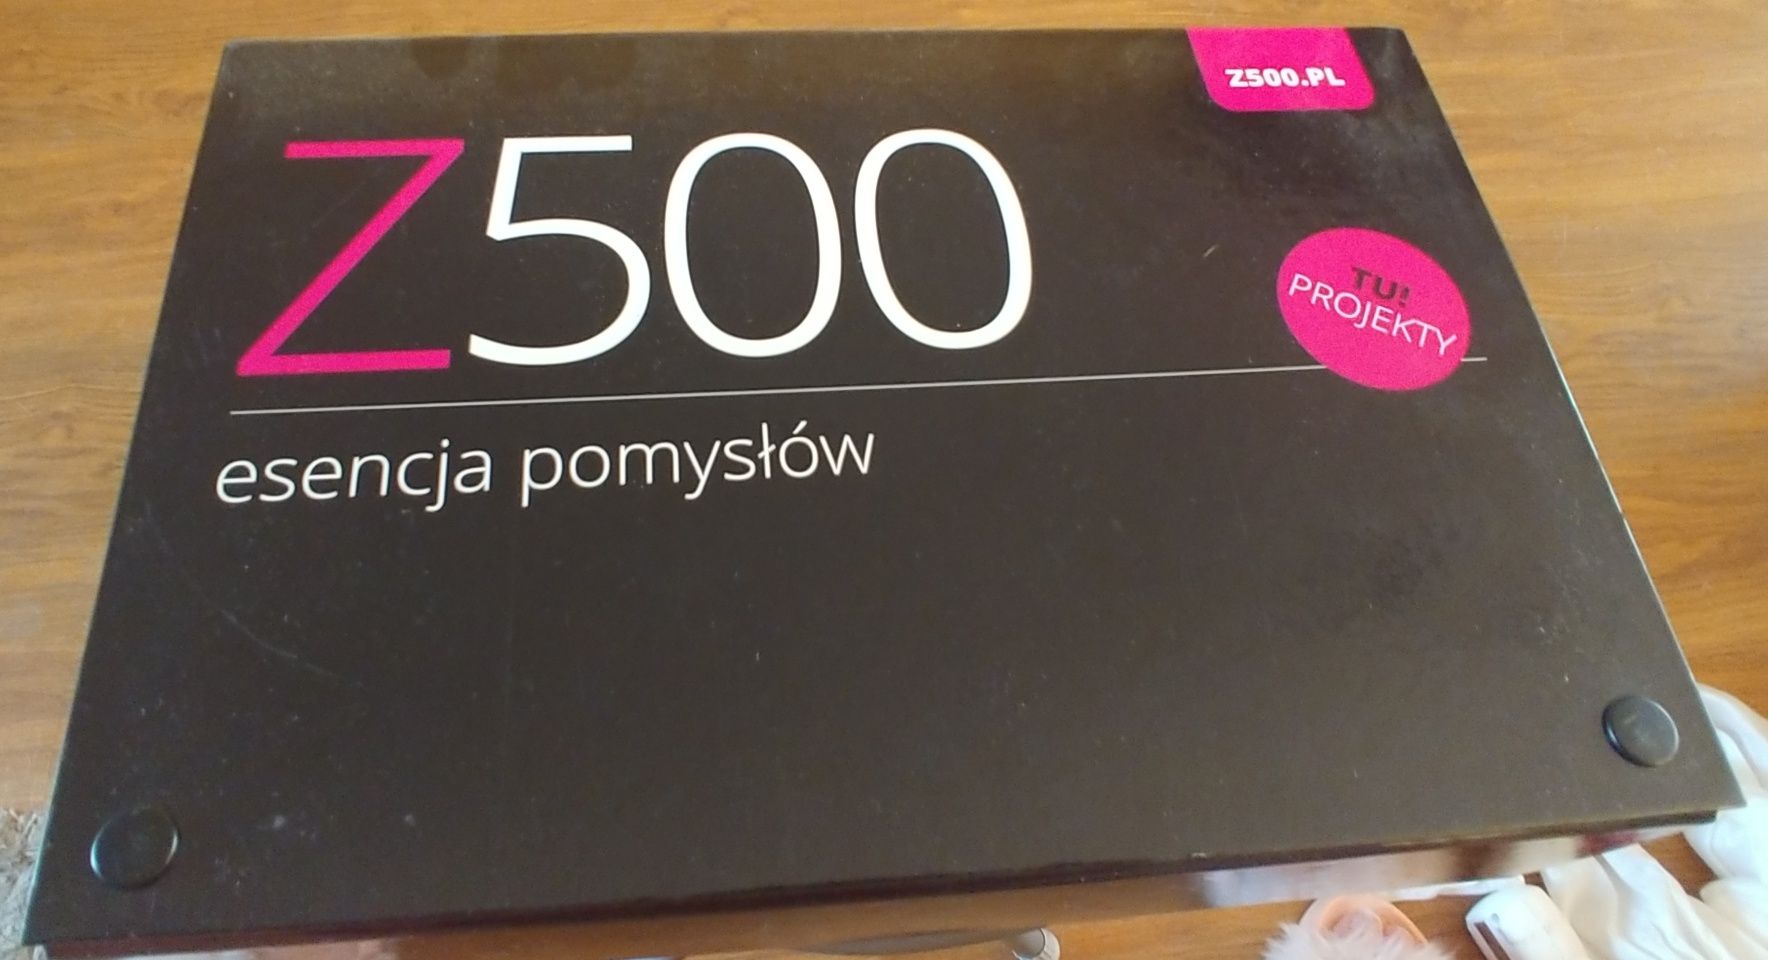 Z500.PL
Z500
TU!
PROJEKTY
esencja pomysłów